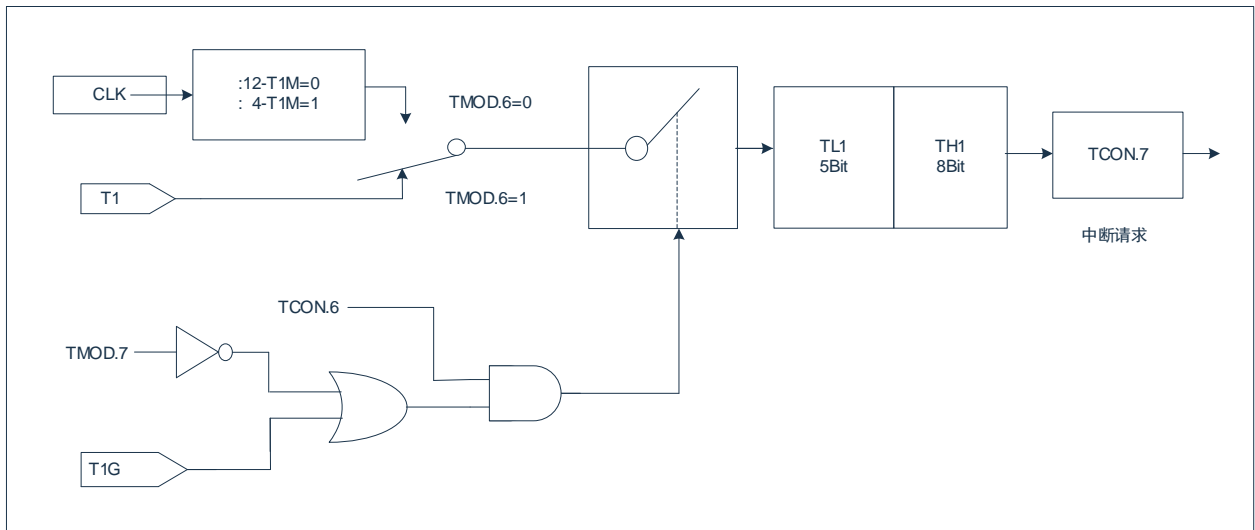 CLK
:12-T1M=0
: 4-T1M=1
TMOD.6=0
T1
TMOD.6=1
TL1
5Bit
TH1
8Bit
TCON.7
中断请求
TCON.6
TMOD.7
T1G